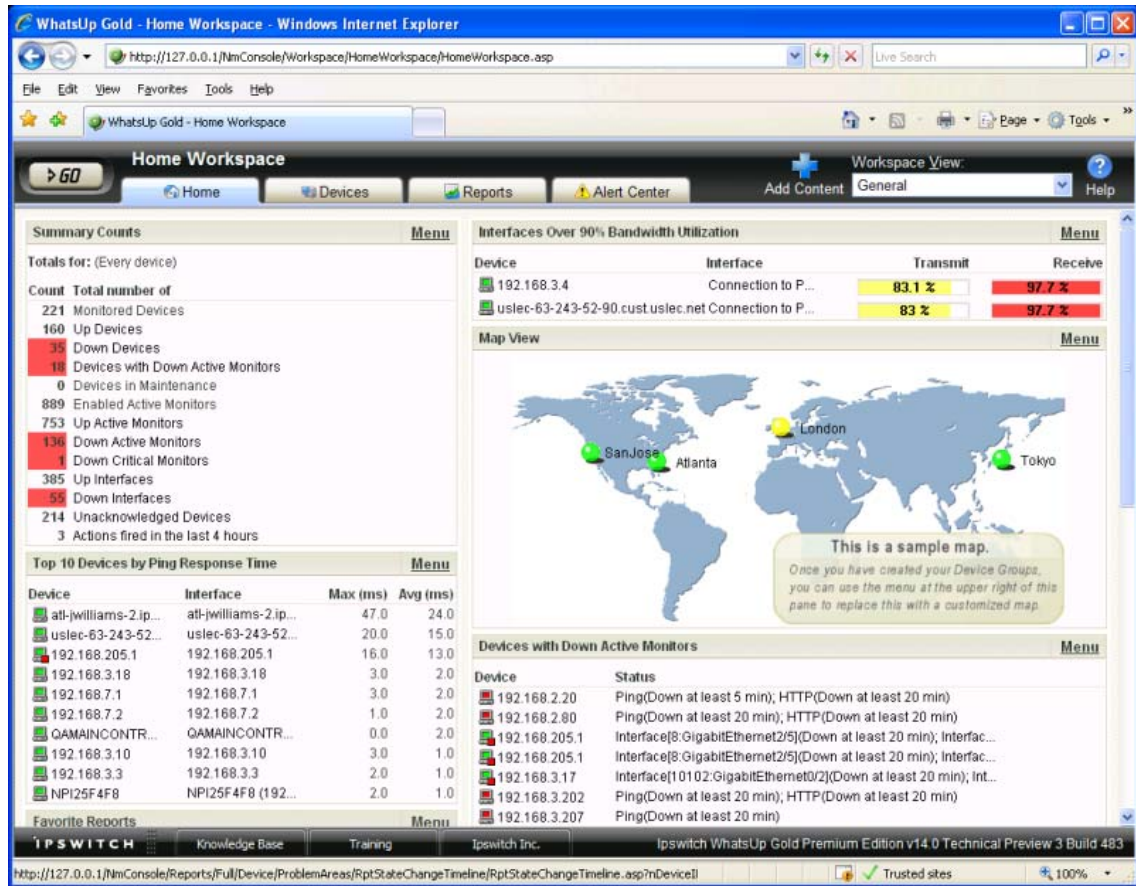 WhatsUp Gold - Home Workspace - Windows Internet Explorer
http://127.0.0.1/NmConsole/Workspace/HomeWorkspace/HomeWorkspace.asp
Live Search
File Edit View Favorites Tools Help
WhatsUp Gold - Home Workspace
Page Tools
GO
Home Workspace
Home Devices Reports Alert Center
Add Content
Workspace View:
General
Help
Summary Counts Menu
Totals for: (Every device)
Count Total number of
221 Monitored Devices
160 Up Devices
35 Down Devices
18 Devices with Down Active Monitors
0 Devices in Maintenance
889 Enabled Active Monitors
753 Up Active Monitors
136 Down Active Monitors
1 Down Critical Monitors
385 Up Interfaces
55 Down Interfaces
214 Unacknowledged Devices
3 Actions fired in the last 4 hours
Top 10 Devices by Ping Response Time Menu
Device Interface Max (ms) Avg (ms)
atl-jwilliams-2.ip... atl-jwilliams-2.ip... 47.0 24.0
uslec-63-243-52... uslec-63-243-52... 20.0 15.0
192.168.205.1 192.168.205.1 16.0 13.0
192.168.3.18 192.168.3.18 3.0 2.0
192.168.7.1 192.168.7.1 3.0 2.0
192.168.7.2 192.168.7.2 1.0 2.0
QAMAINCONTR... QAMAINCONTR... 0.0 2.0
192.168.3.10 192.168.3.10 3.0 1.0
192.168.3.3 192.168.3.3 2.0 1.0
NPI25F4F8 NPI25F4F8 (192... 2.0 1.0
Favorite Reports Menu
Interfaces Over 90% Bandwidth Utilization Menu
Device Interface Transmit Receive
192.168.3.4 Connection to P... 83.1 % 97.7 %
uslec-63-243-52-90.cust.uslec.net Connection to P... 83 % 97.7 %
Map View Menu
London
SanJose
Atlanta
Tokyo
This is a sample map.
Once you have created your Device Groups,
you can use the menu at the upper right of this
pane to replace this with a customized map
Devices with Down Active Monitors Menu
Device Status
192.168.2.20 Ping(Down at least 5 min); HTTP(Down at least 20 min)
192.168.2.80 Ping(Down at least 20 min); HTTP(Down at least 20 min)
192.168.205.1 Interface[8:GigabitEthernet2/5](Down at least 20 min); Interfac...
192.168.205.1 Interface[8:GigabitEthernet2/5](Down at least 20 min); Interfac...
192.168.3.17 Interface[10102:GigabitEthernet0/2](Down at least 20 min); Int...
192.168.3.202 Ping(Down at least 20 min); HTTP(Down at least 20 min)
192.168.3.207 Ping(Down at least 20 min)
IPSWITCH Knowledge Base Training Ipswitch Inc. Ipswitch WhatsUp Gold Premium Edition v14.0 Technical Preview 3 Build 483
http://127.0.0.1/NmConsole/Reports/Full/Device/ProblemAreas/RptStateChangeTimeline/RptStateChangeTimeline.asp?nDeviceI
Trusted sites 100%